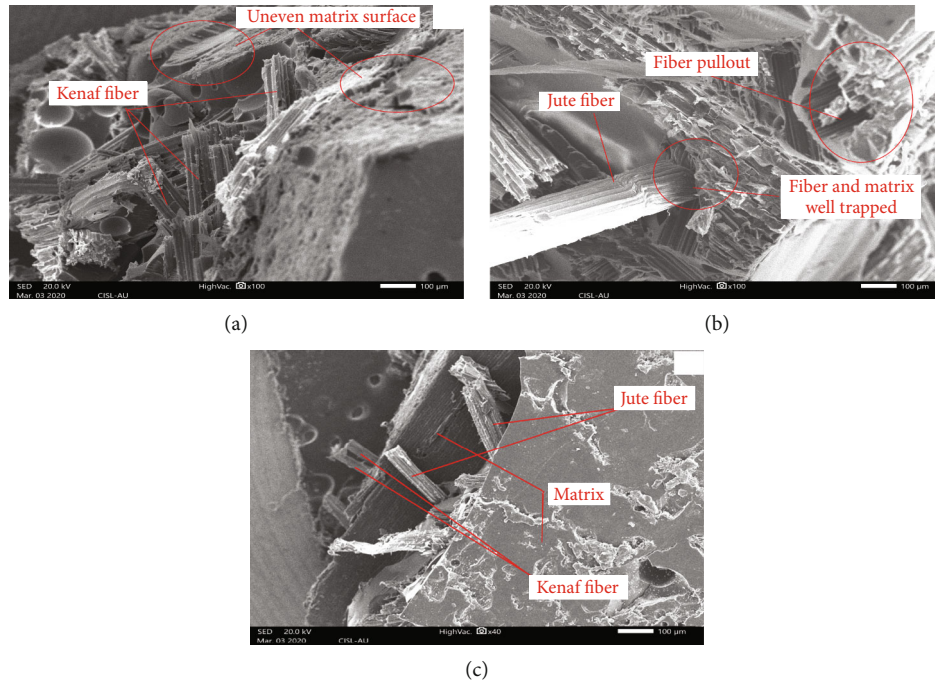 Uneven matrix surface
Kenaf fiber
SED 20.0 kV HighVac. x100 100 μm
Mar. 03 2020 CISL-AU
(a)
Fiber pullout
Jute fiber
Fiber and matrix
well trapped
SED 20.0 kV HighVac. x100 100 μm
Mar. 03 2020 CISL-AU
(b)
Jute fiber
Matrix
Kenaf fiber
SED 20.0 kV HighVac. x40 100 μm
Mar. 03 2020 CISL-AU
(c)